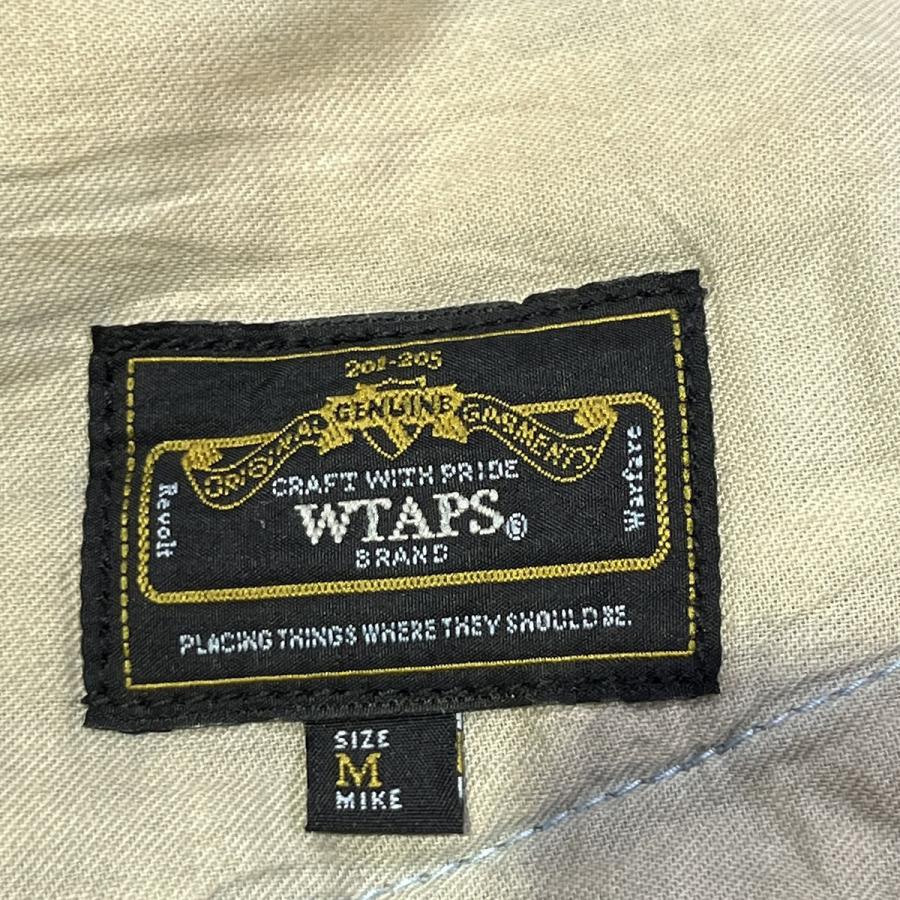 201-205
ORIGINAL GENUINE GARMENTS
CRAFT WITH PRIDE
WTAPS®
BRAND
Revolt
Warfare
PLACING THINGS WHERE THEY SHOULD BE.
SIZE
M
MIKE